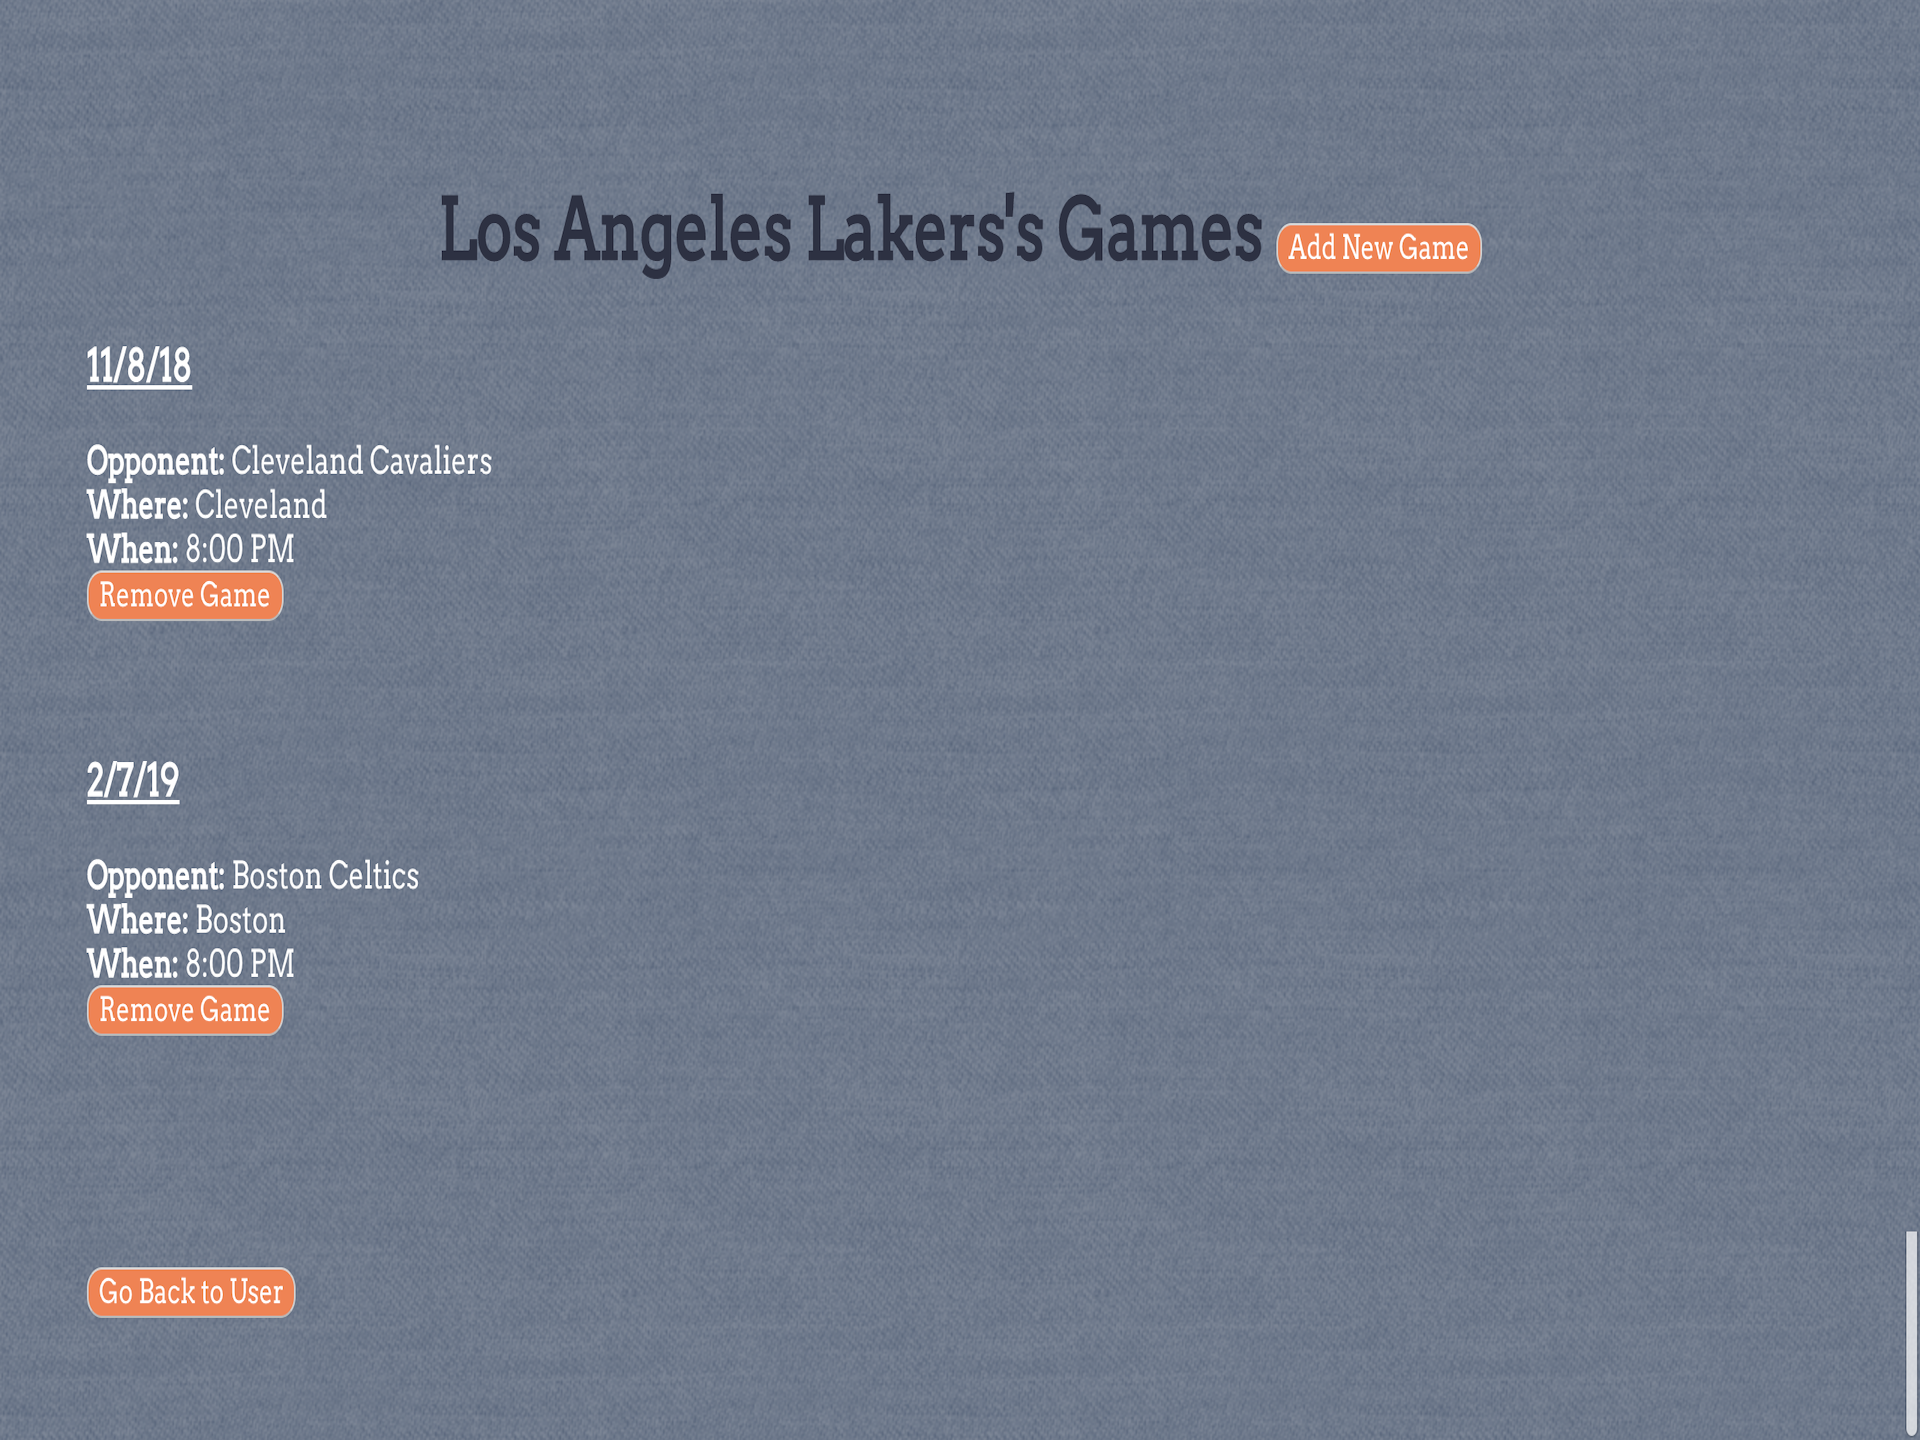 Los Angeles Lakers's Games Add New Game
11/8/18
Opponent: Cleveland Cavaliers
Where: Cleveland
When: 8:00 PM
Remove Game
2/7/19
Opponent: Boston Celtics
Where: Boston
When: 8:00 PM
Remove Game
Go Back to User